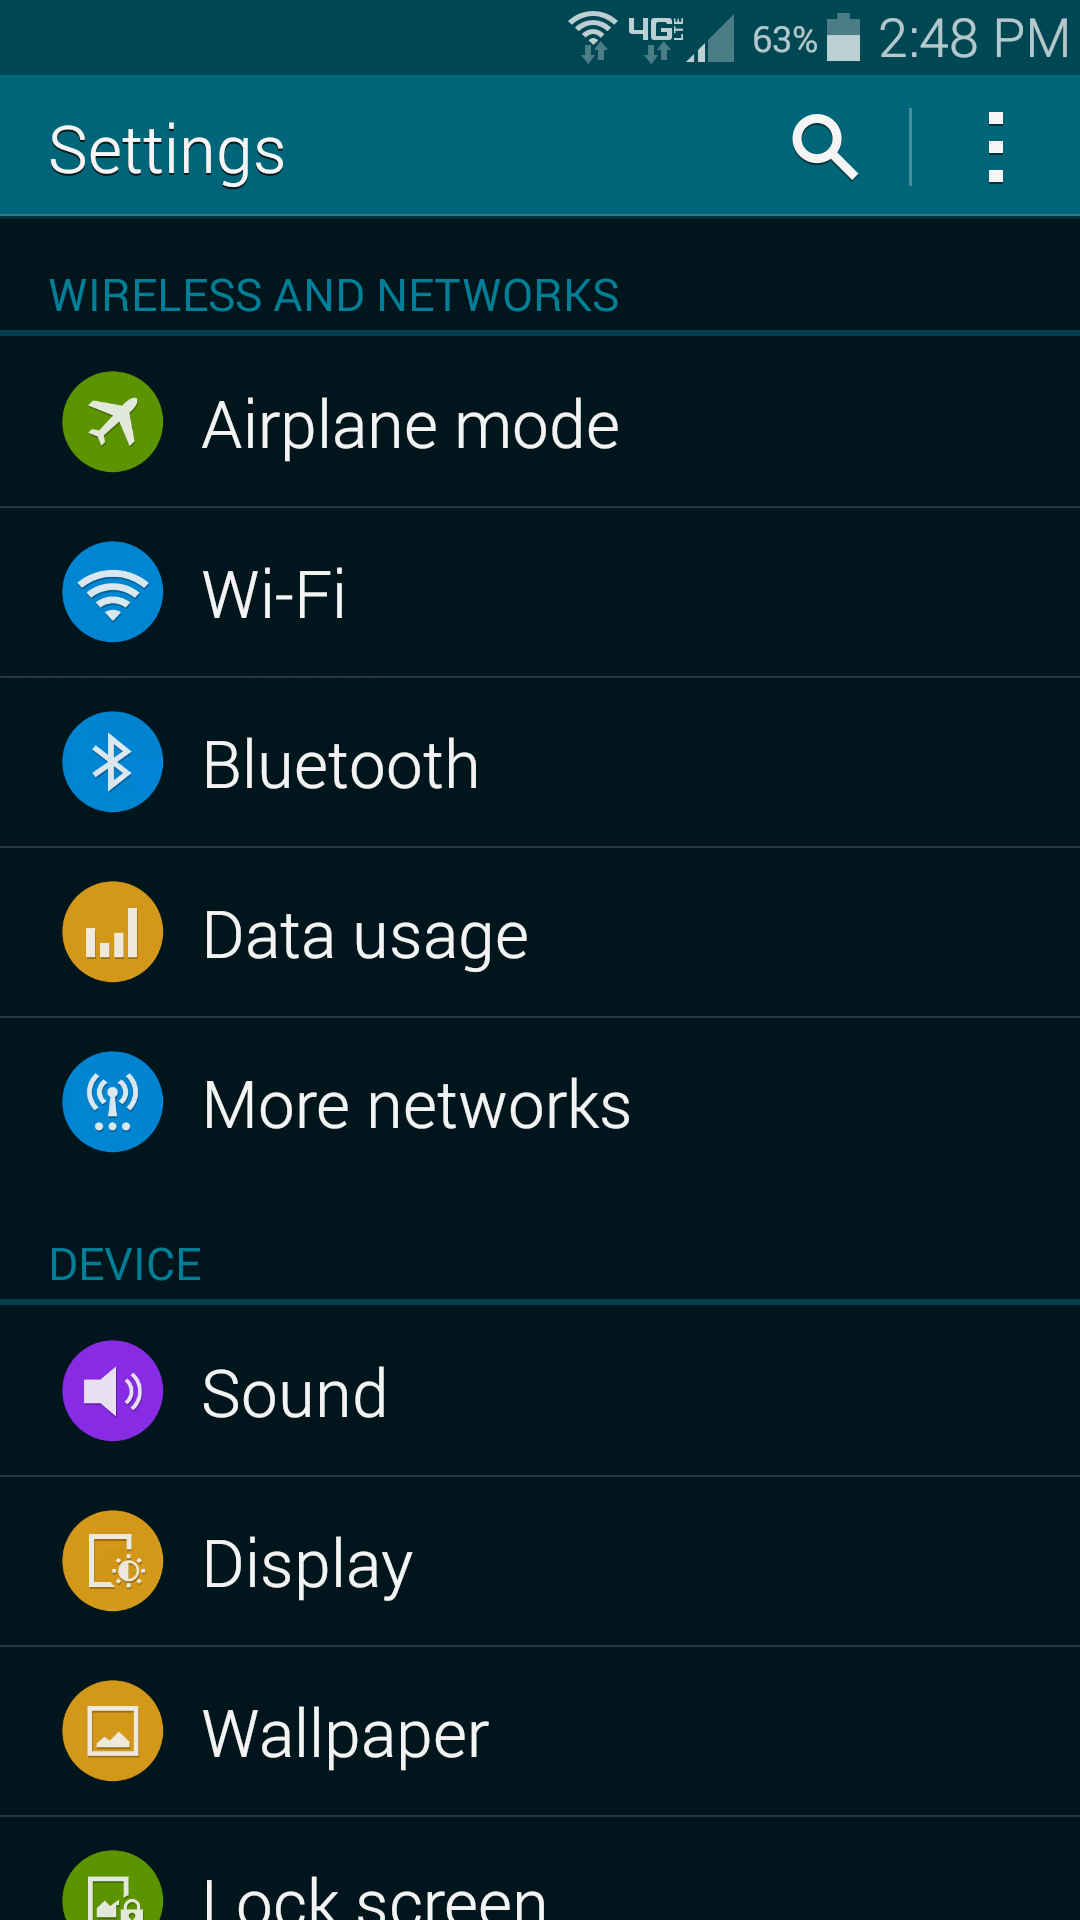 4G LTE 63% 2:48 PM
Settings
WIRELESS AND NETWORKS
Airplane mode
Wi-Fi
Bluetooth
Data usage
More networks
DEVICE
Sound
Display
Wallpaper
Lock screen